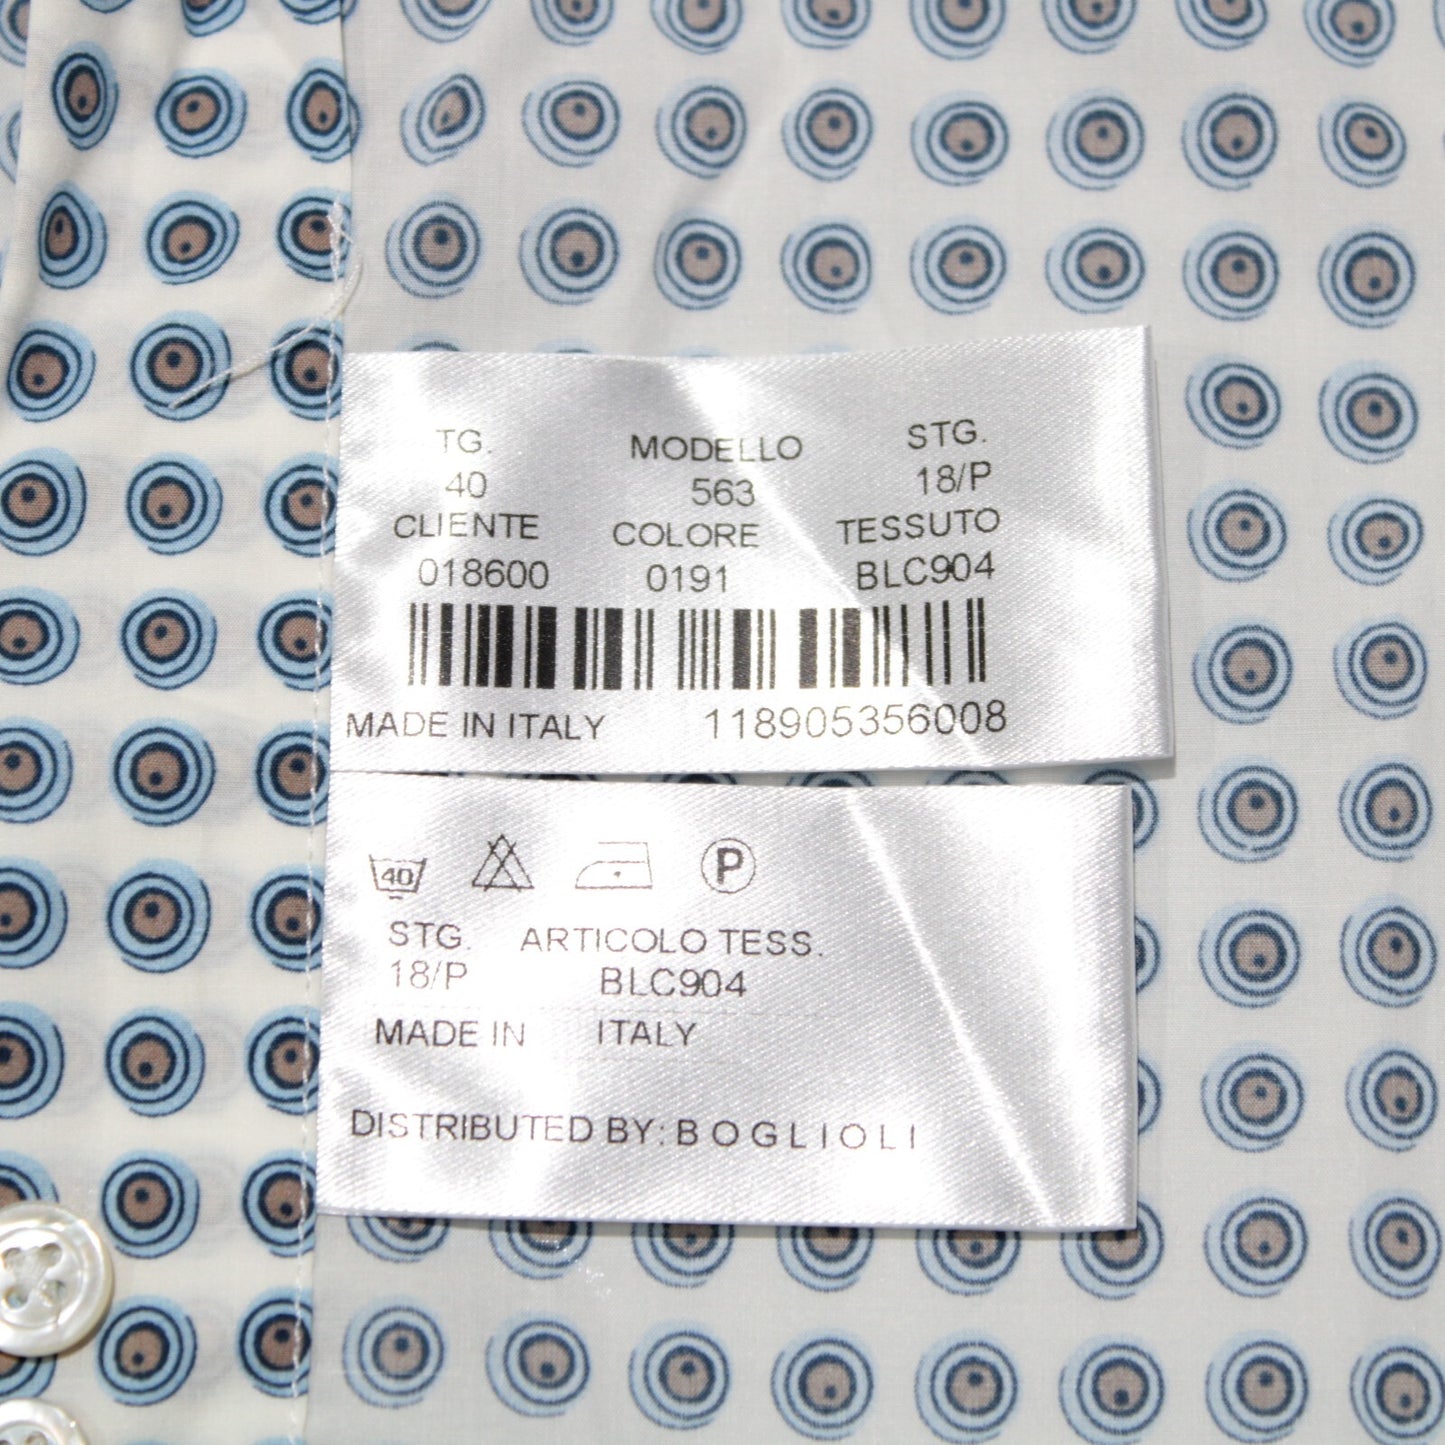 TG. MODELLO STG.
40 563 18/P
CLIENTE COLORE TESSUTO
018600 0191 BLC904
MADE IN ITALY 118905356008
40 P
STG. ARTICOLO TESS.
18/P BLC904
MADE IN ITALY
DISTRIBUTED BY: BOGLIOLI